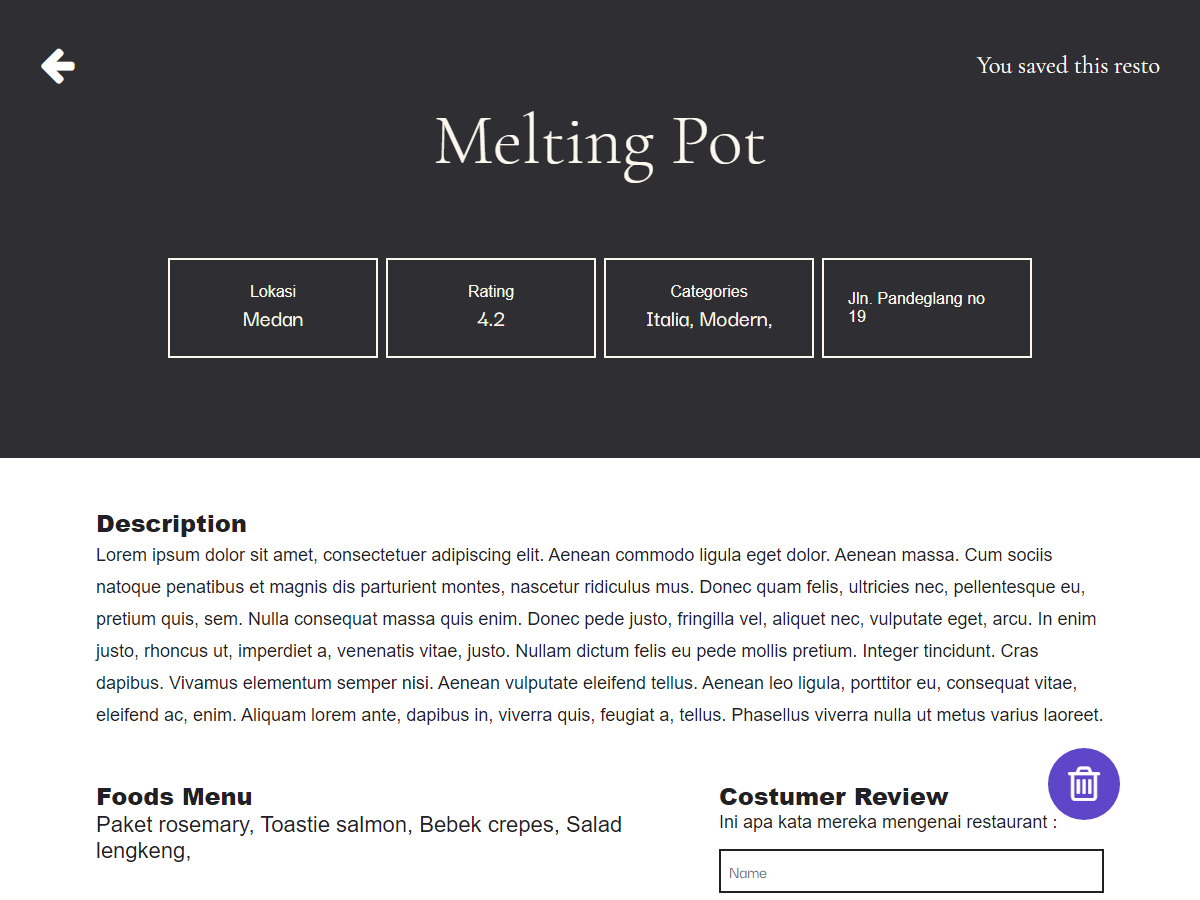 You saved this resto
Melting Pot
Lokasi
Medan
Rating
4.2
Categories
Italia, Modern,
Jln. Pandeglang no
19
Description
Lorem ipsum dolor sit amet, consectetuer adipiscing elit. Aenean commodo ligula eget dolor. Aenean massa. Cum sociis
natoque penatibus et magnis dis parturient montes, nascetur ridiculus mus. Donec quam felis, ultricies nec, pellentesque eu,
pretium quis, sem. Nulla consequat massa quis enim. Donec pede justo, fringilla vel, aliquet nec, vulputate eget, arcu. In enim
justo, rhoncus ut, imperdiet a, venenatis vitae, justo. Nullam dictum felis eu pede mollis pretium. Integer tincidunt. Cras
dapibus. Vivamus elementum semper nisi. Aenean vulputate eleifend tellus. Aenean leo ligula, porttitor eu, consequat vitae,
eleifend ac, enim. Aliquam lorem ante, dapibus in, viverra quis, feugiat a, tellus. Phasellus viverra nulla ut metus varius laoreet.
Foods Menu
Paket rosemary, Toastie salmon, Bebek crepes, Salad
lengkeng,
Costumer Review
Ini apa kata mereka mengenai restaurant :
Name